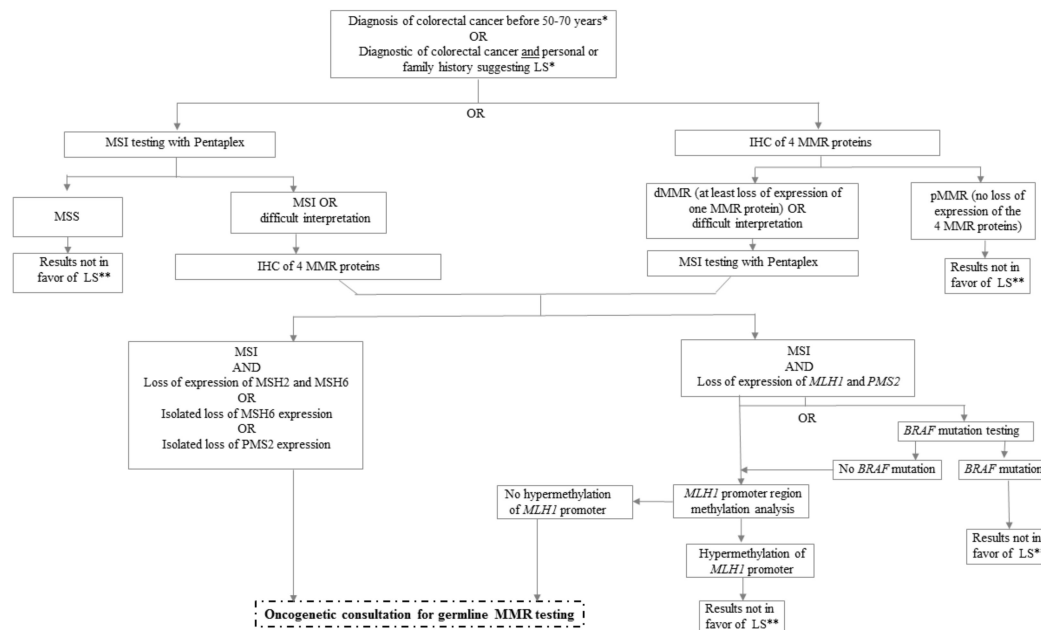 Diagnosis of colorectal cancer before 50-70 years*
OR
Diagnostic of colorectal cancer and personal or
family history suggesting LS*
OR
MSI testing with Pentaplex
IHC of 4 MMR proteins
MSS
MSI OR
difficult interpretation
dMMR (at least loss of expression of
one MMR protein) OR
difficult interpretation
pMMR (no loss of
expression of the
4 MMR proteins)
Results not in
favor of LS**
IHC of 4 MMR proteins
MSI testing with Pentaplex
Results not in
favor of LS**
MSI
AND
Loss of expression of MSH2 and MSH6
OR
Isolated loss of MSH6 expression
OR
Isolated loss of PMS2 expression
MSI
AND
Loss of expression of MLH1 and PMS2
OR
BRAF mutation testing
No BRAF mutation
BRAF mutation
No hypermethylation
of MLH1 promoter
MLH1 promoter region
methylation analysis
Results not in
favor of LS*
Hypermethylation of
MLH1 promoter
Oncogenetic consultation for germline MMR testing
Results not in
favor of LS**